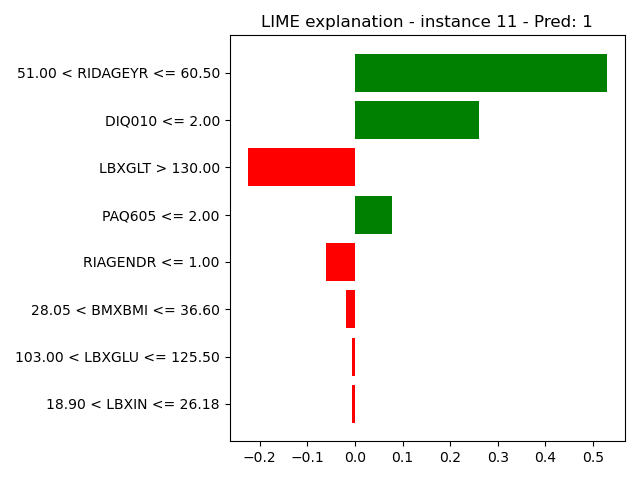 LIME explanation - instance 11 - Pred: 1
51.00 < RIDAGEYR <= 60.50
DIQ010 <= 2.00
LBXGLT > 130.00
PAQ605 <= 2.00
RIAGENDR <= 1.00
28.05 < BMXBMI <= 36.60
103.00 < LBXGLU <= 125.50
18.90 < LBXIN <= 26.18
−0.2 −0.1 0.0 0.1 0.2 0.3 0.4 0.5